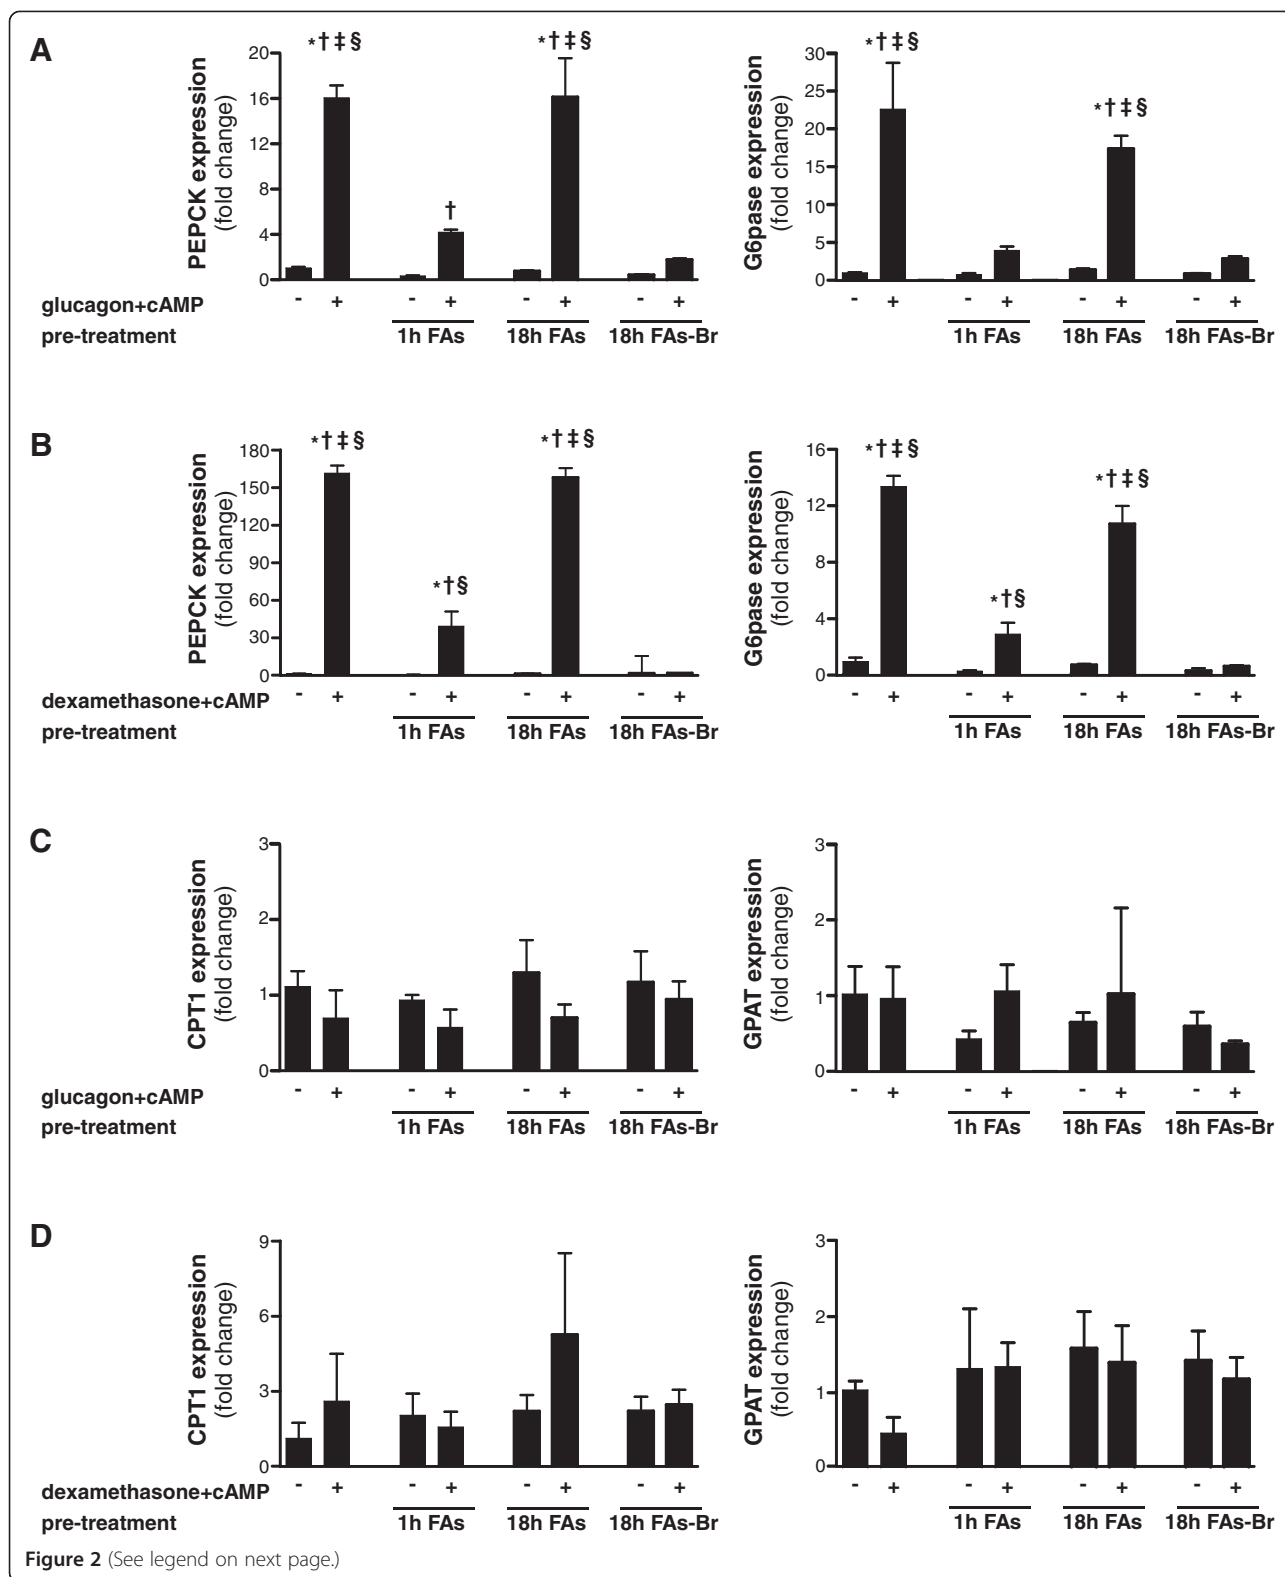 A
PEPCK expression
(fold change)
20
16
12
8
4
0
*†‡§
†
*†‡§
G6pase expression
(fold change)
30
25
20
15
10
5
0
*†‡§
*†‡§
glucagon+cAMP - + - + - + - + - + - + - + - +
pre-treatment 1h FAs 18h FAs 18h FAs-Br 1h FAs 18h FAs 18h FAs-Br
B
PEPCK expression
(fold change)
180
150
120
90
60
30
0
*†‡§
*†§
*†‡§
G6pase expression
(fold change)
16
12
8
4
0
*†‡§
*†§
*†‡§
dexamethasone+cAMP - + - + - + - + - + - + - + - +
pre-treatment 1h FAs 18h FAs 18h FAs-Br 1h FAs 18h FAs 18h FAs-Br
C
CPT1 expression
(fold change)
3
2
1
0
GPAT expression
(fold change)
3
2
1
0
glucagon+cAMP - + - + - + - + - + - + - + - +
pre-treatment 1h FAs 18h FAs 18h FAs-Br 1h FAs 18h FAs 18h FAs-Br
D
CPT1 expression
(fold change)
9
6
3
0
GPAT expression
(fold change)
3
2
1
0
dexamethasone+cAMP - + - + - + - + - + - + - + - +
pre-treatment 1h FAs 18h FAs 18h FAs-Br 1h FAs 18h FAs 18h FAs-Br
Figure 2 (See legend on next page.)